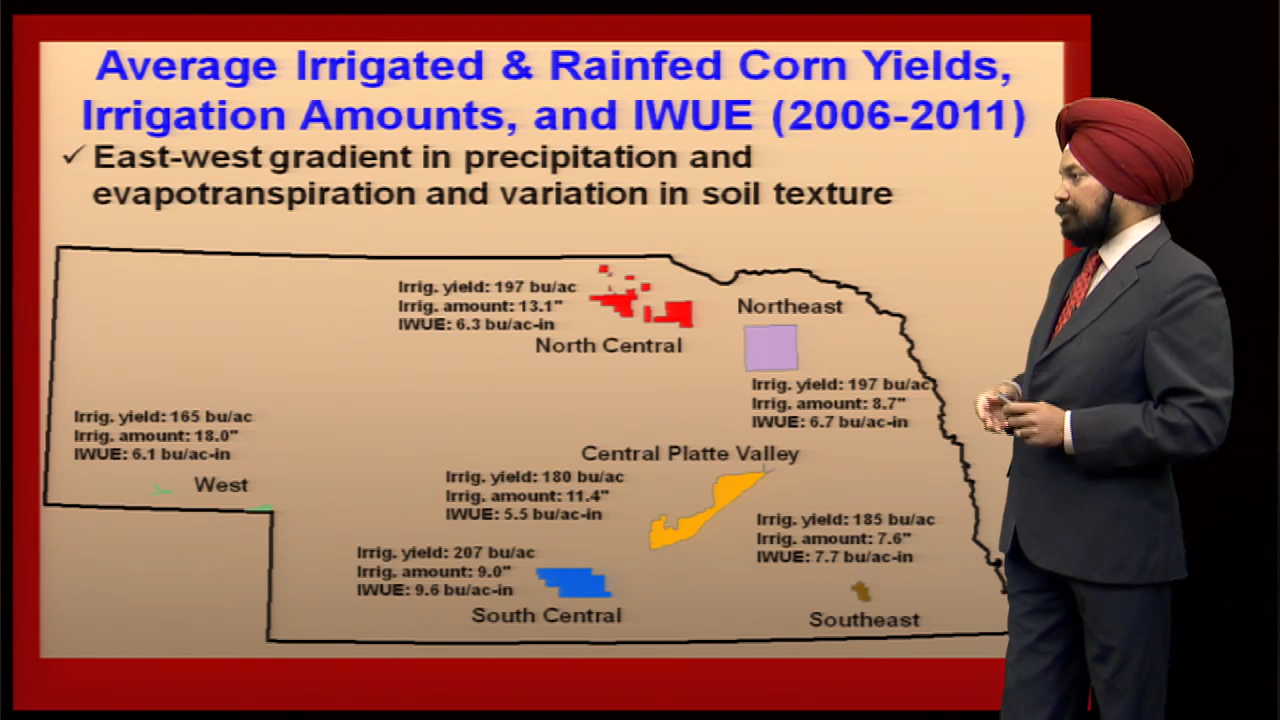 Average Irrigated & Rainfed Corn Yields,
Irrigation Amounts, and IWUE (2006-2011)
✓ East-west gradient in precipitation and
evapotranspiration and variation in soil texture
Irrig. yield: 197 bu/ac
Irrig. amount: 13.1"
IWUE: 6.3 bu/ac-in
North Central
Northeast
Irrig. yield: 197 bu/ac
Irrig. amount: 8.7"
IWUE: 6.7 bu/ac-in
Irrig. yield: 165 bu/ac
Irrig. amount: 18.0"
IWUE: 6.1 bu/ac-in
West
Central Platte Valley
Irrig. yield: 180 bu/ac
Irrig. amount: 11.4"
IWUE: 5.5 bu/ac-in
Irrig. yield: 185 bu/ac
Irrig. amount: 7.6"
IWUE: 7.7 bu/ac-in
Southeast
Irrig. yield: 207 bu/ac
Irrig. amount: 9.0"
IWUE: 9.6 bu/ac-in
South Central